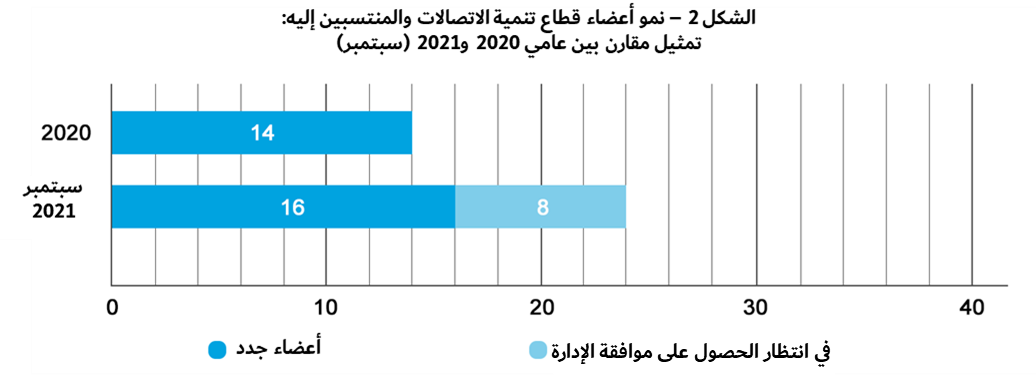 الشكل 2 – نمو أعضاء قطاع تنمية الاتصالات والمنتسبين إليه:
تمثيل مقارن بين عامي 2020 و2021 (سبتمبر)
2020
14
سبتمبر
2021
16
8
0
10
20
30
40
أعضاء جدد
في انتظار الحصول على موافقة الإدارة